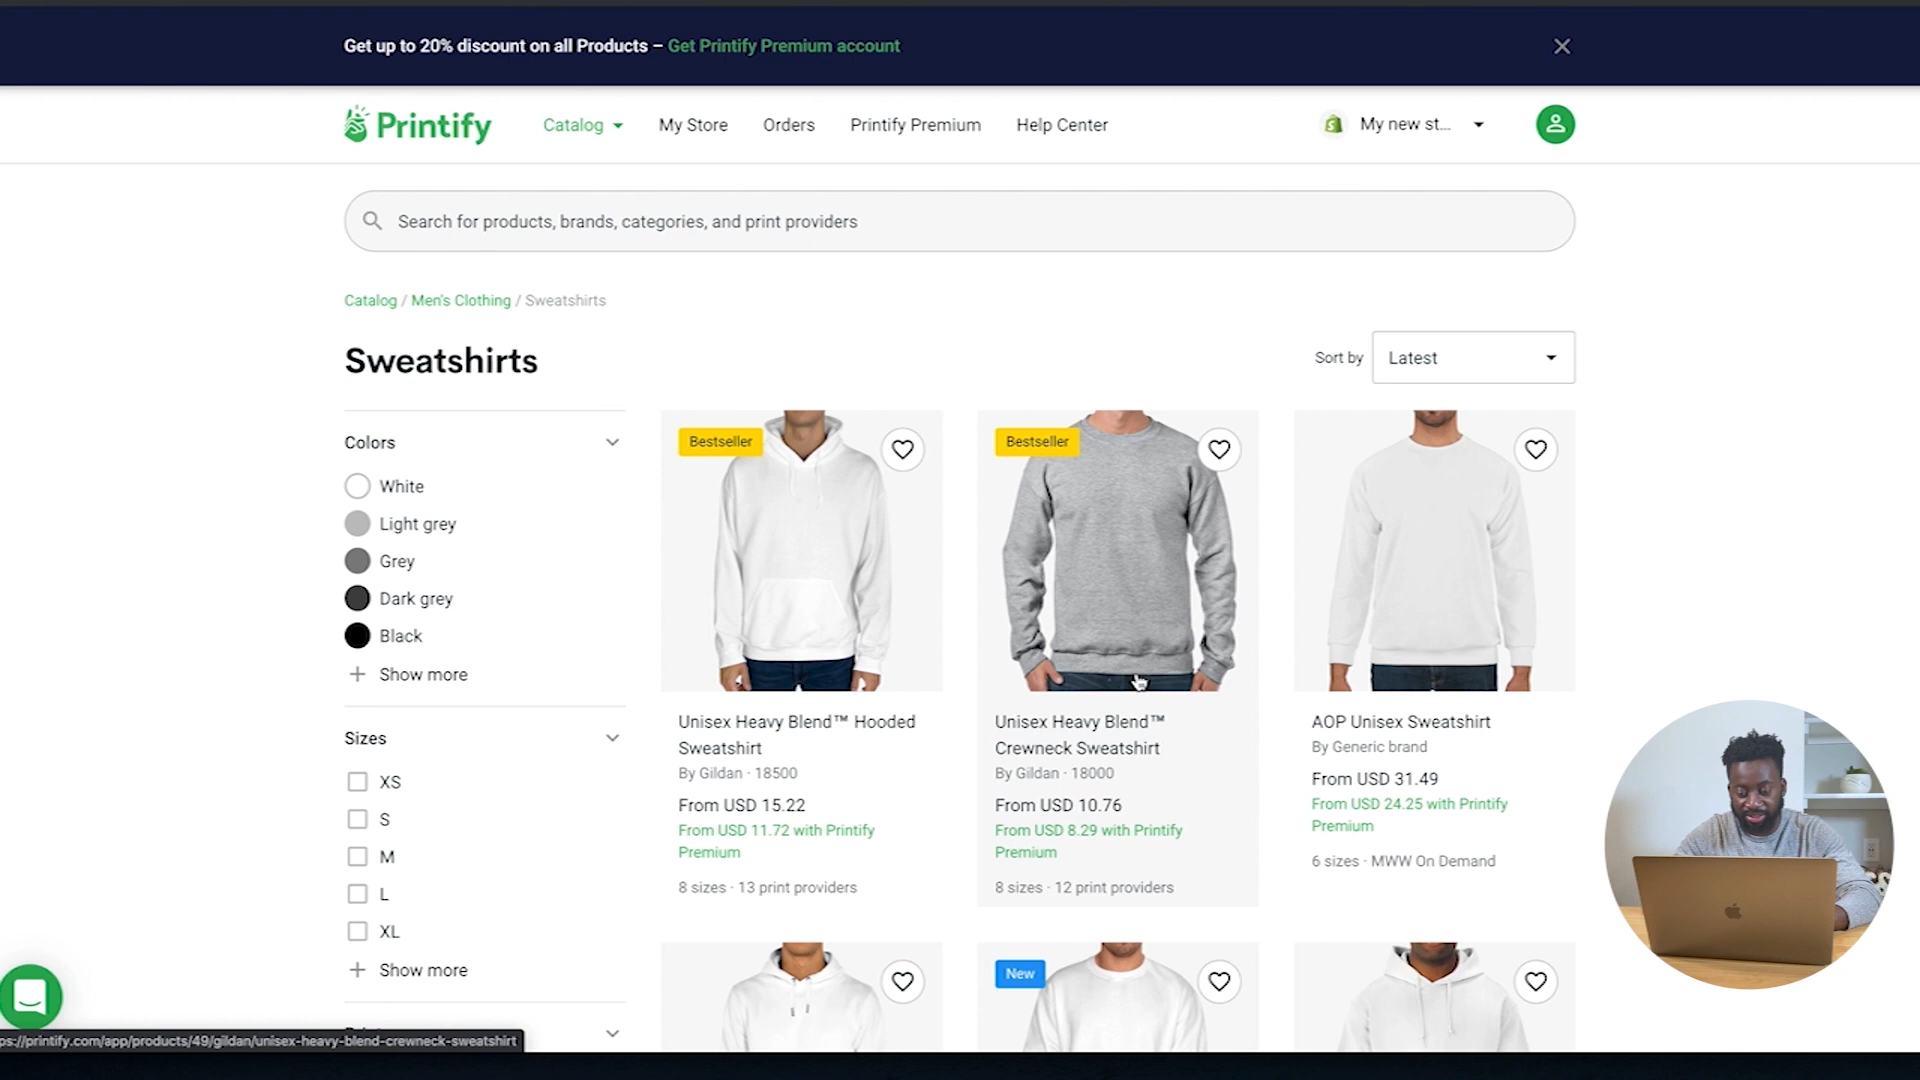 Get up to 20% discount on all Products – Get Printify Premium account
Printify
Catalog
My Store
Orders
Printify Premium
Help Center
My new st...
Search for products, brands, categories, and print providers
Catalog / Men's Clothing / Sweatshirts
Sweatshirts
Sort by
Latest
Colors
White
Light grey
Grey
Dark grey
Black
Show more
Sizes
XS
S
M
L
XL
Show more
Bestseller
Unisex Heavy Blend™ Hooded
Sweatshirt
By Gildan · 18500
From USD 15.22
From USD 11.72 with Printify
Premium
8 sizes · 13 print providers
Bestseller
Unisex Heavy Blend™
Crewneck Sweatshirt
By Gildan · 18000
From USD 10.76
From USD 8.29 with Printify
Premium
8 sizes · 12 print providers
AOP Unisex Sweatshirt
By Generic brand
From USD 31.49
From USD 24.25 with Printify
Premium
6 sizes · MWW On Demand
New
ps://printify.com/app/products/49/gildan/unisex-heavy-blend-crewneck-sweatshirt